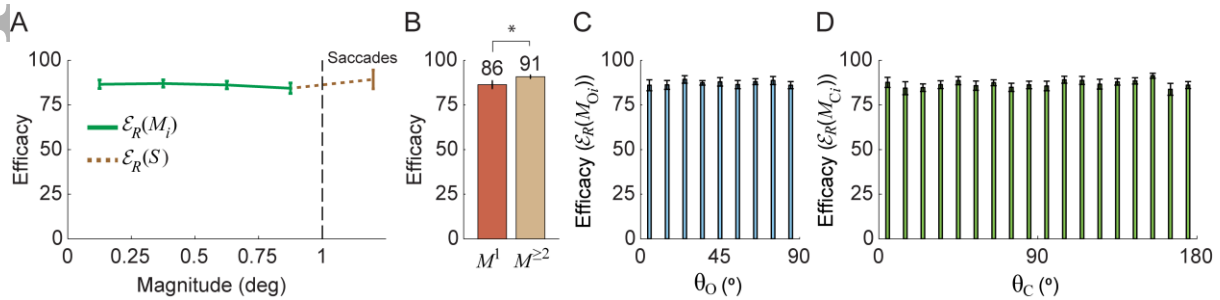 A
Efficacy
100
75
50
25
0
Saccades
ℰR(Mi)
ℰR(S)
0 0.25 0.5 0.75 1
Magnitude (deg)
B
Efficacy
100
75
50
25
0
*
86 91
M¹ M≥²
C
Efficacy (ℰR(MOi))
100
75
50
25
0
0 45 90
θO (º)
D
Efficacy (ℰR(MCi))
100
75
50
25
0
0 90 180
θC (º)